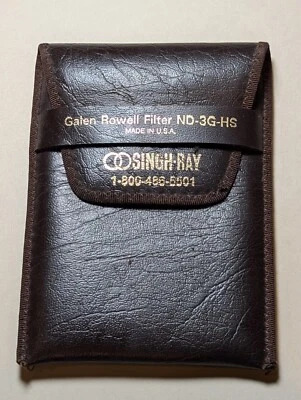 Galen Rowell Filter ND-3G-HS
MADE IN U.S.A.
SINGH-RAY
1-800-486-5501